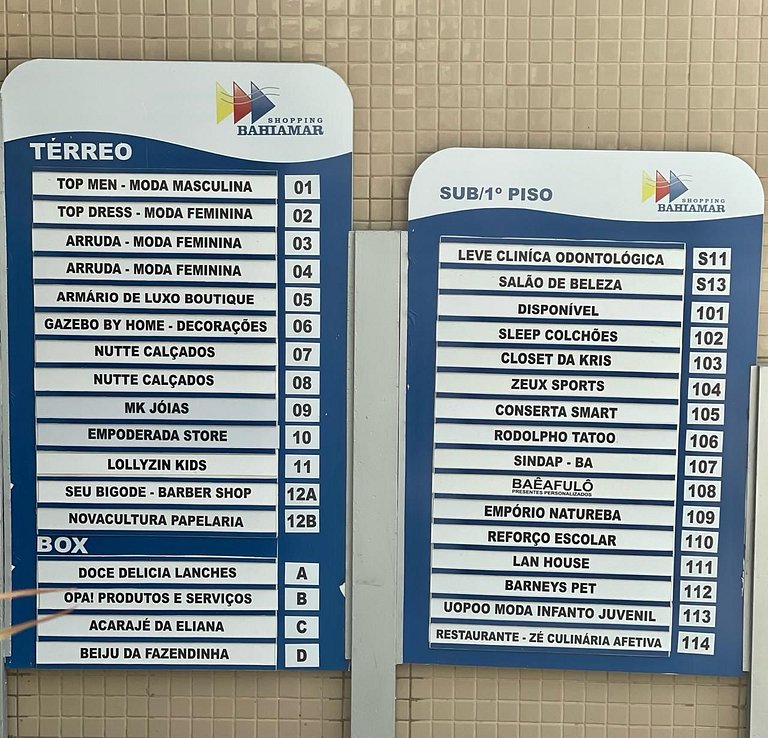 SHOPPING
BAHIAMAR
TÉRREO
TOP MEN - MODA MASCULINA 01
TOP DRESS - MODA FEMININA 02
ARRUDA - MODA FEMININA 03
ARRUDA - MODA FEMININA 04
ARMÁRIO DE LUXO BOUTIQUE 05
GAZEBO BY HOME - DECORAÇÕES 06
NUTTE CALÇADOS 07
NUTTE CALÇADOS 08
MK JÓIAS 09
EMPODERADA STORE 10
LOLLYZIN KIDS 11
SEU BIGODE - BARBER SHOP 12A
NOVACULTURA PAPELARIA 12B
BOX
DOCE DELICIA LANCHES A
OPA! PRODUTOS E SERVIÇOS B
ACARAJÉ DA ELIANA C
BEIJU DA FAZENDINHA D
SUB/1º PISO
SHOPPING
BAHIAMAR
LEVE CLINÍCA ODONTOLÓGICA S11
SALÃO DE BELEZA S13
DISPONÍVEL 101
SLEEP COLCHÕES 102
CLOSET DA KRIS 103
ZEUX SPORTS 104
CONSERTA SMART 105
RODOLPHO TATOO 106
SINDAP - BA 107
BAÊAFULÔ 108
PRESENTES PERSONALIZADOS
EMPÓRIO NATUREBA 109
REFORÇO ESCOLAR 110
LAN HOUSE 111
BARNEYS PET 112
UOPOO MODA INFANTO JUVENIL 113
RESTAURANTE - ZÉ CULINÁRIA AFETIVA 114